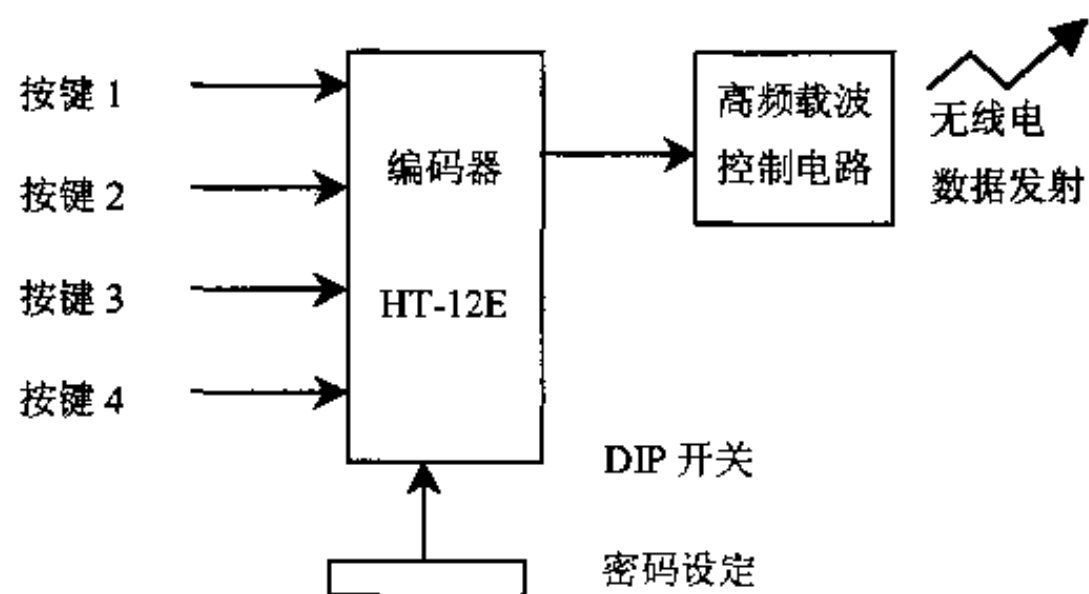 按键 1
按键 2
按键 3
按键 4
编码器
HT-12E
高频载波
控制电路
无线电
数据发射
DIP 开关
密码设定